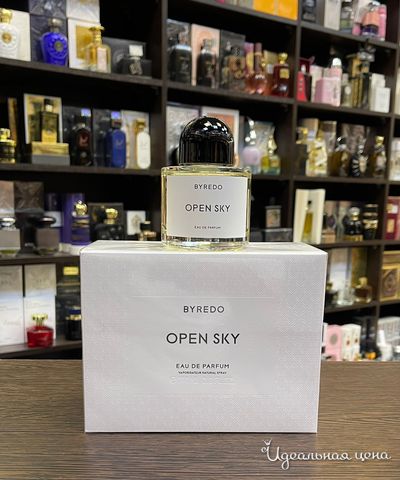 BYREDO
OPEN SKY
EAU DE PARFUM
BYREDO
OPEN SKY
EAU DE PARFUM
VAPORISATEUR NATURAL SPRAY
Идеальная цена